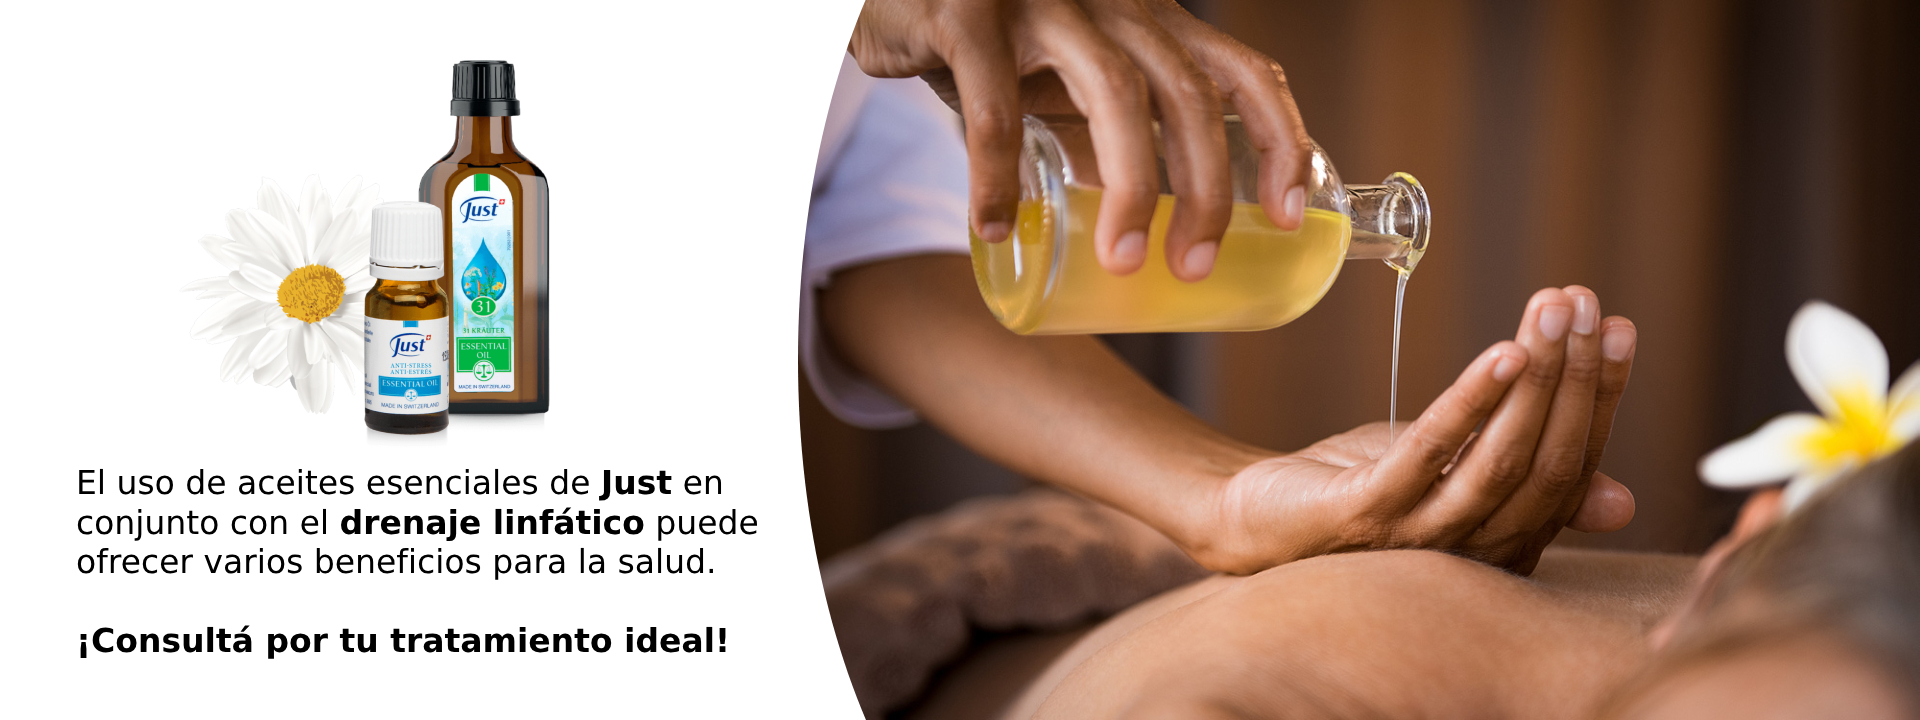 Just
31
31 KRÄUTER
ESSENTIAL
OIL
MADE IN SWITZERLAND
Just
ANTI-STRESS
ANTI-ESTRÉS
ESSENTIAL OIL
MADE IN SWITZERLAND
El uso de aceites esenciales de Just en
conjunto con el drenaje linfático puede
ofrecer varios beneficios para la salud.
¡Consultá por tu tratamiento ideal!